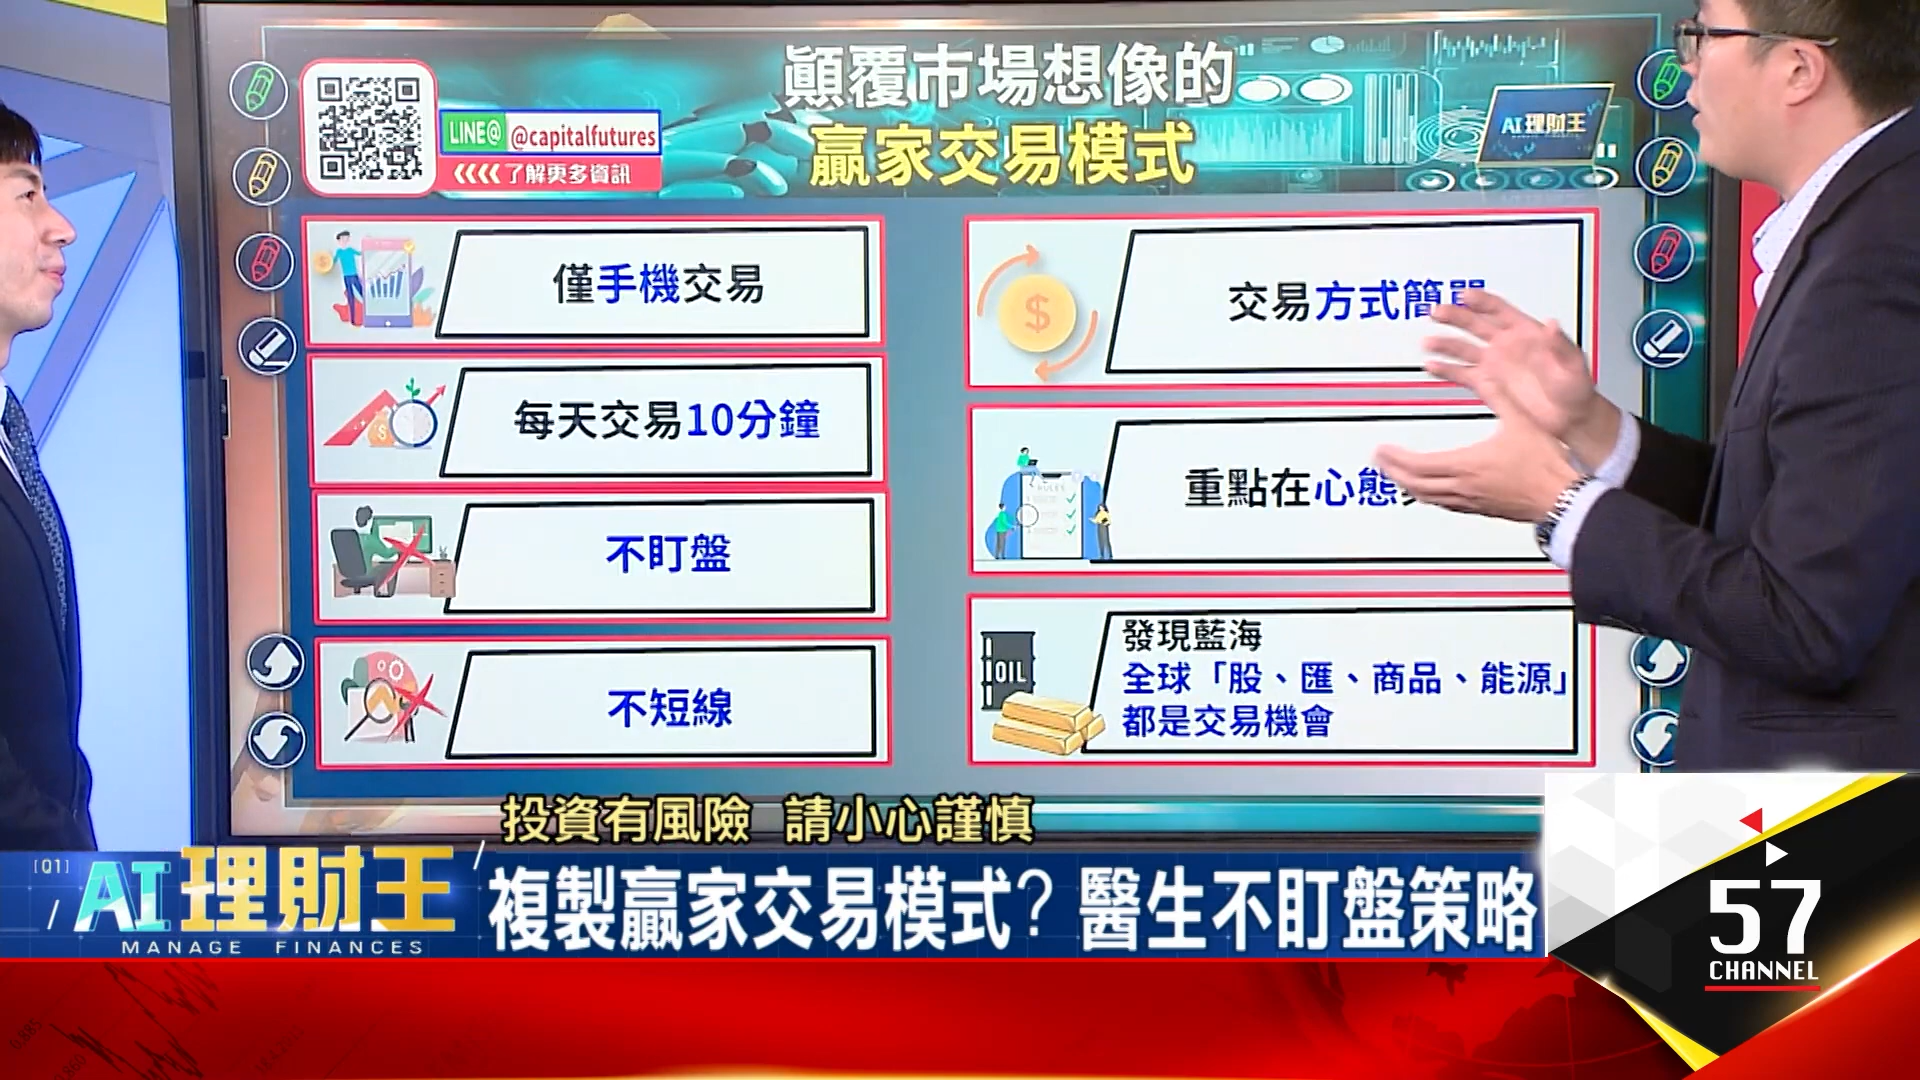 顛覆市場想像的
贏家交易模式
LINE@ @capitalfutures
了解更多資訊
AI理財王
僅手機交易
每天交易10分鐘
不盯盤
不短線
交易方式簡單
重點在心態
RULES
OIL
發現藍海
全球「股、匯、商品、能源」
都是交易機會
投資有風險 請小心謹慎
[Q1]
AI理財王
MANAGE FINANCES
複製贏家交易模式? 醫生不盯盤策略
57
CHANNEL